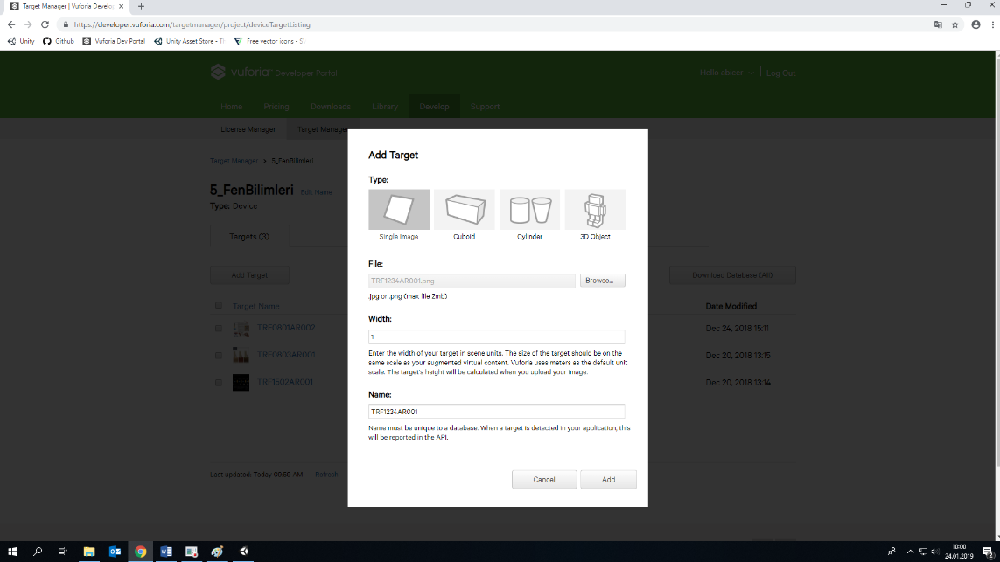 Target Manager | Vuforia Develo
https://developer.vuforia.com/targetmanager/project/deviceTargetListing
Unity Github Vuforia Dev Portal Unity Asset Store - Th Free vector icons - S
vuforia™ Developer Portal
Hello ahicer Log Out
Home Pricing Downloads Library Develop Support
License Manager Target Manager
Target Manager > 5_FenBilimleri
5_FenBilimleri Edit Name
Type: Device
Targets (3)
Add Target
Download Database (All)
Target Name
Date Modified
TRF0801AR002
Dec 24, 2018 15:11
TRF0803AR001
Dec 20, 2018 13:15
TRF1502AR001
Dec 20, 2018 13:14
Last updated: Today 09:59 AM Refresh
Add Target
Type:
Single Image Cuboid Cylinder 3D Object
File:
TRF1234AR001.png
Browse...
.jpg or .png (max file 2mb)
Width:
1
Enter the width of your target in scene units. The size of the target should be on the
same scale as your augmented virtual content. Vuforia uses meters as the default unit
scale. The target's height will be calculated when you upload your image.
Name:
TRF1234AR001
Name must be unique to a database. When a target is detected in your application, this
will be reported in the API.
Cancel Add
10:00
24.01.2019
2